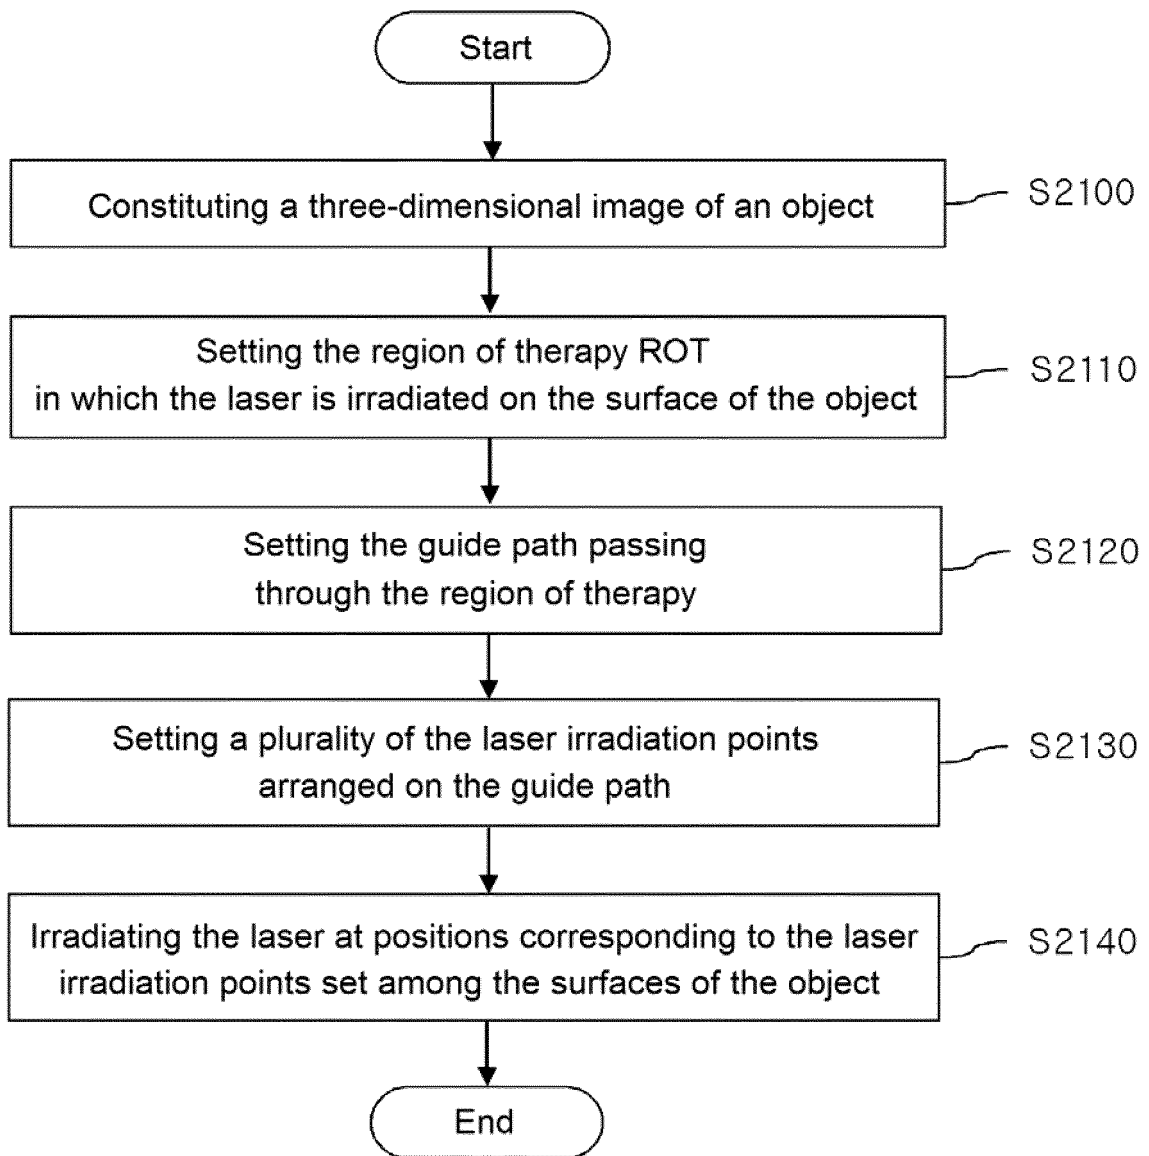 Start
Constituting a three-dimensional image of an object
S2100
Setting the region of therapy ROT
in which the laser is irradiated on the surface of the object
S2110
Setting the guide path passing
through the region of therapy
S2120
Setting a plurality of the laser irradiation points
arranged on the guide path
S2130
Irradiating the laser at positions corresponding to the laser
irradiation points set among the surfaces of the object
S2140
End